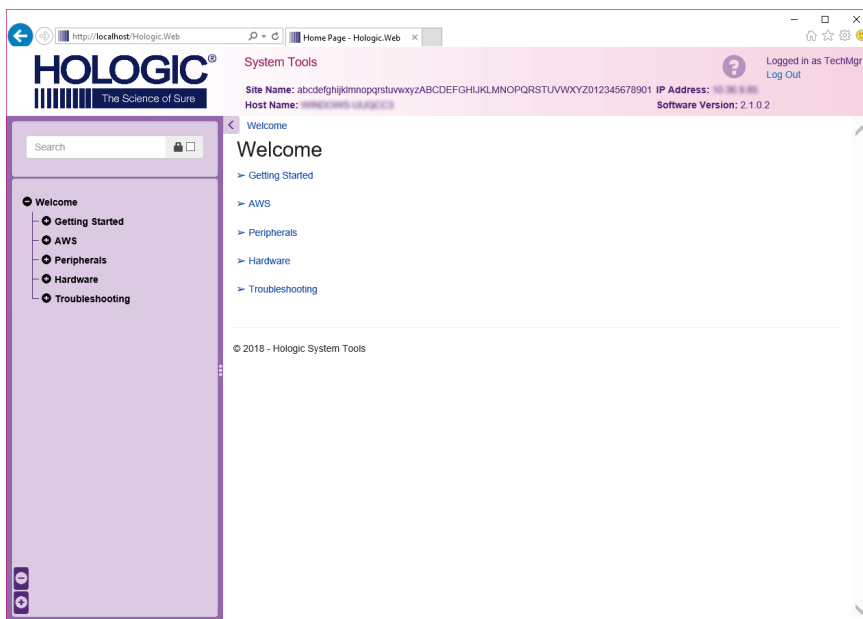 http://localhost/Hologic.Web
Home Page - Hologic.Web
HOLOGIC®
The Science of Sure
System Tools
Logged in as TechMgr
Log Out
Site Name: abcdefghijklmnopqrstuvwxyzABCDEFGHIJKLMNOPQRSTUVWXYZ012345678901 IP Address:
Host Name: Software Version: 2.1.0.2
Search
Welcome
Getting Started
AWS
Peripherals
Hardware
Troubleshooting
Welcome
Welcome
➢ Getting Started
➢ AWS
➢ Peripherals
➢ Hardware
➢ Troubleshooting
© 2018 - Hologic System Tools